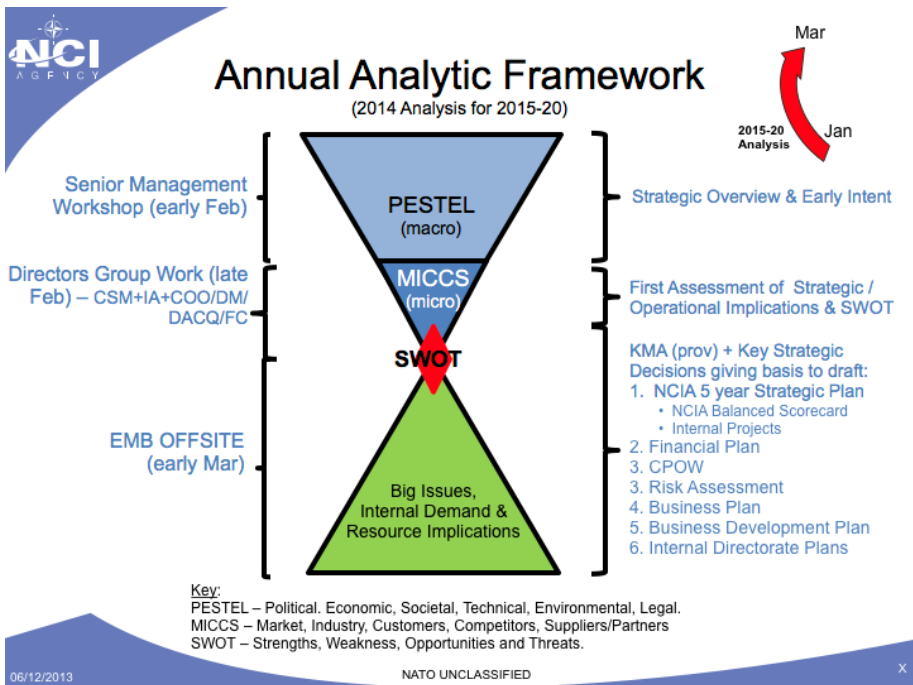 NCI
AGENCY
Annual Analytic Framework
(2014 Analysis for 2015-20)
Mar
2015-20
Analysis
Jan
Senior Management
Workshop (early Feb)
PESTEL
(macro)
Strategic Overview & Early Intent
Directors Group Work (late
Feb) – CSM+IA+COO/DM/
DACQ/FC
MICCS
(micro)
First Assessment of Strategic /
Operational Implications & SWOT
SWOT
KMA (prov) + Key Strategic
Decisions giving basis to draft:
1. NCIA 5 year Strategic Plan
• NCIA Balanced Scorecard
• Internal Projects
2. Financial Plan
3. CPOW
3. Risk Assessment
4. Business Plan
5. Business Development Plan
6. Internal Directorate Plans
EMB OFFSITE
(early Mar)
Big Issues,
Internal Demand &
Resource Implications
Key:
PESTEL – Political. Economic, Societal, Technical, Environmental, Legal.
MICCS – Market, Industry, Customers, Competitors, Suppliers/Partners
SWOT – Strengths, Weakness, Opportunities and Threats.
06/12/2013
NATO UNCLASSIFIED
X